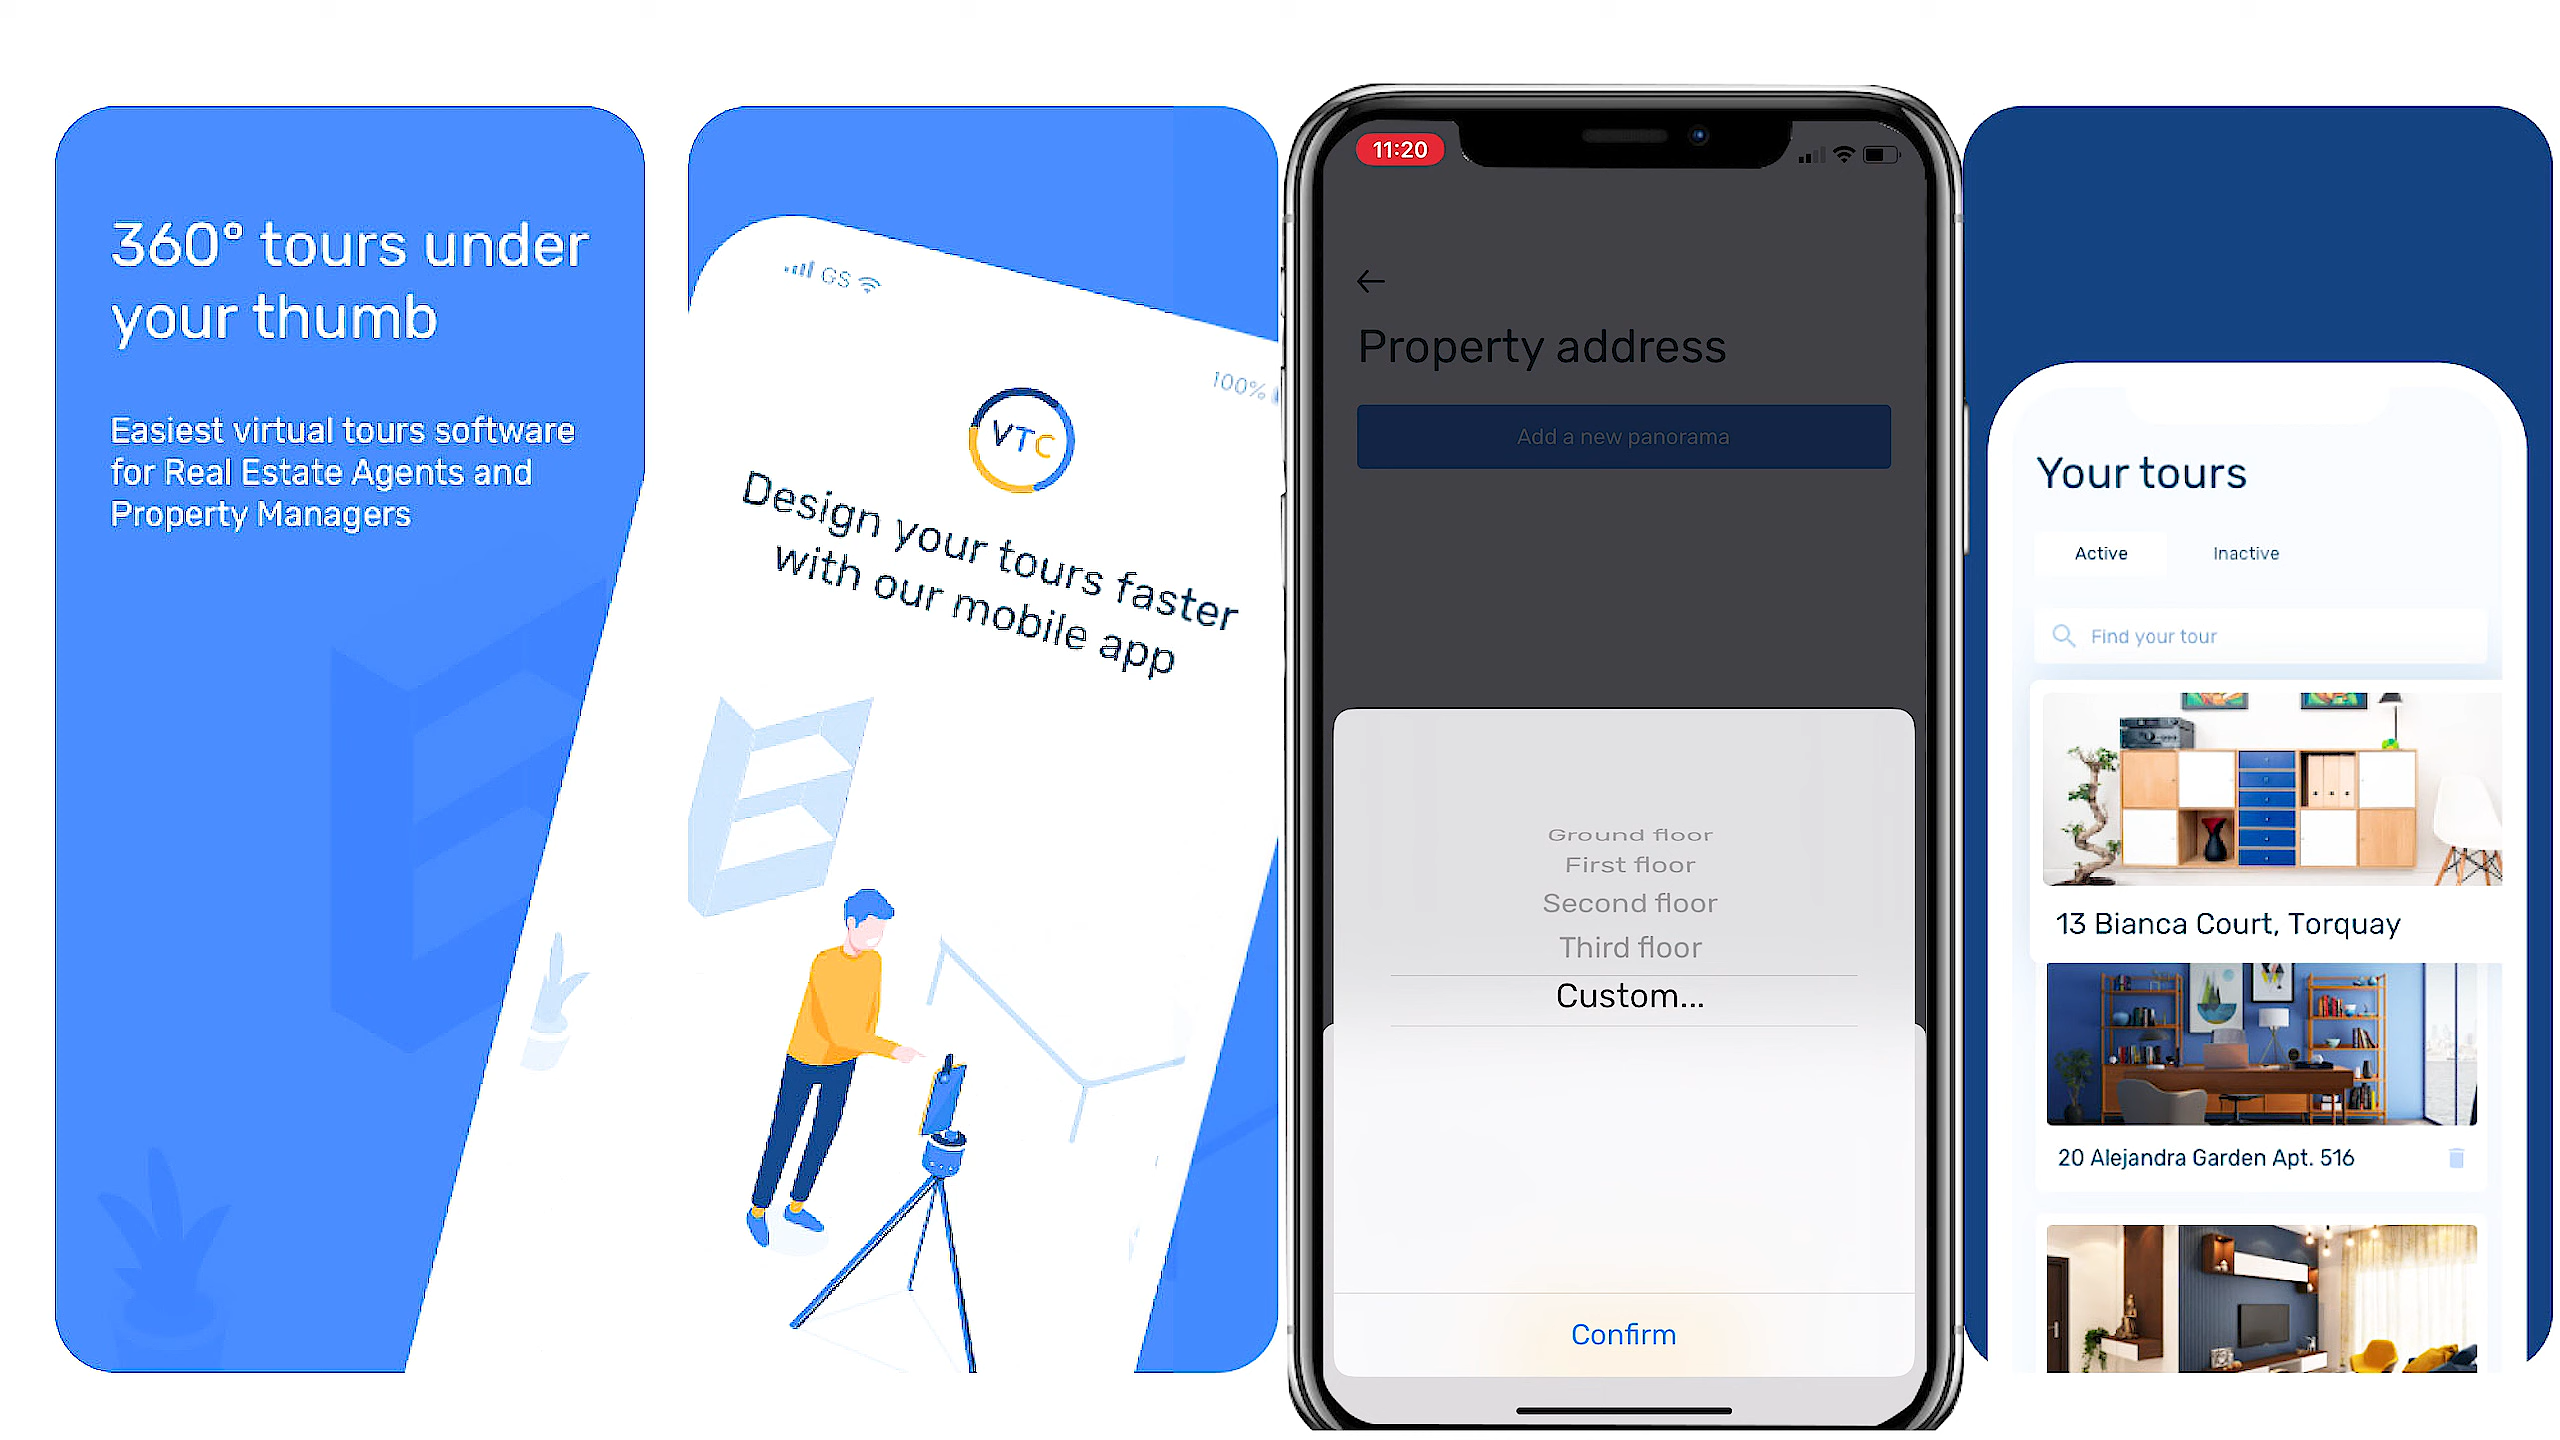 360° tours under
your thumb
Easiest virtual tours software
for Real Estate Agents and
Property Managers
GS
100%
VTC
Design your tours faster
with our mobile app
11:20
Property address
Add a new panorama
Ground floor
First floor
Second floor
Third floor
Custom...
Confirm
Your tours
Active
Inactive
Find your tour
13 Bianca Court, Torquay
20 Alejandra Garden Apt. 516